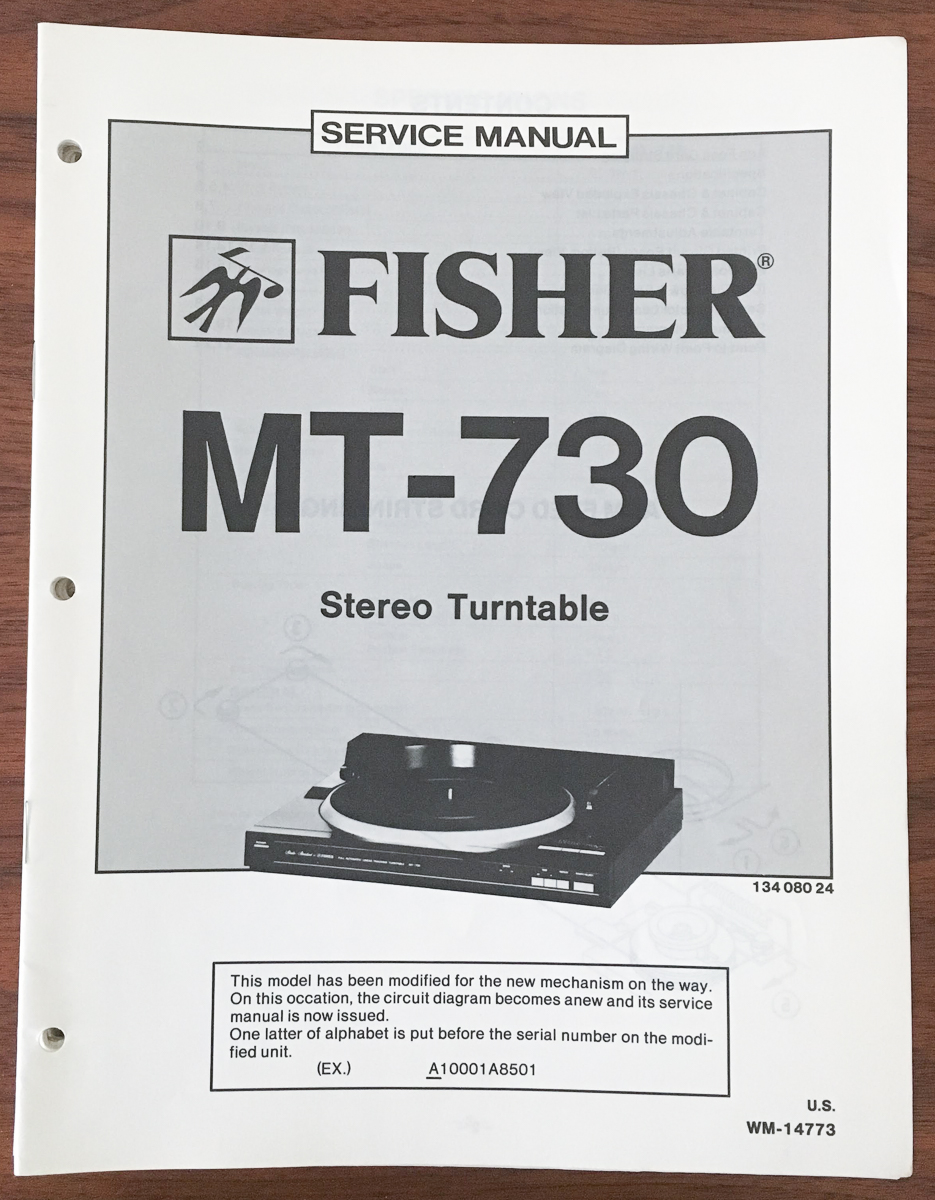 SERVICE MANUAL
FISHER®
MT-730
Stereo Turntable
134 080 24
This model has been modified for the new mechanism on the way.
On this occation, the circuit diagram becomes anew and its service
manual is now issued.
One latter of alphabet is put before the serial number on the modi-
fied unit.
(EX.) A10001A8501
U.S.
WM-14773